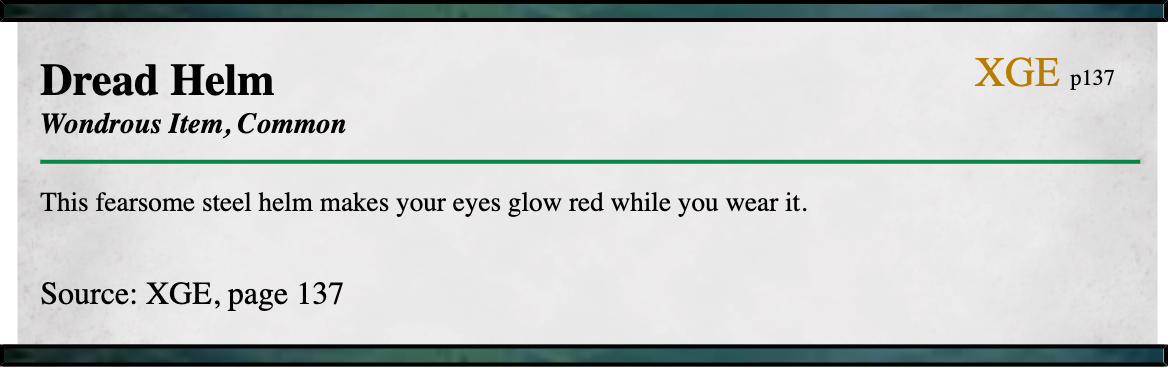 Dread Helm
XGE p137
Wondrous Item, Common
This fearsome steel helm makes your eyes glow red while you wear it.
Source: XGE, page 137